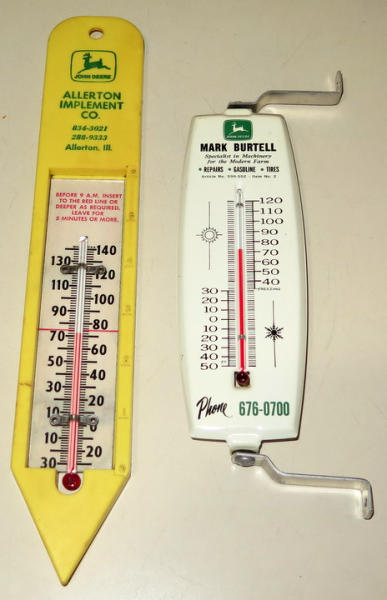 JOHN DEERE
ALLERTON
IMPLEMENT
CO.
834-3021
288-9333
Allerton, Ill.
BEFORE 9 A.M. INSERT
TO THE RED LINE OR
DEEPER AS REQUIRED.
LEAVE FOR
5 MINUTES OR MORE.
140
130
120
110
100
90
80
70
60
50
40
30
20
10
0
10
20
30
JOHN DEERE
MARK BURTELL
Specialist in Machinery
for the Modern Farm
• REPAIRS • GASOLINE • TIRES
120
100
90
80
70
60
50
40
FREEZING
30
20
10
0
10
20
30
40
50
Phone 676-0700